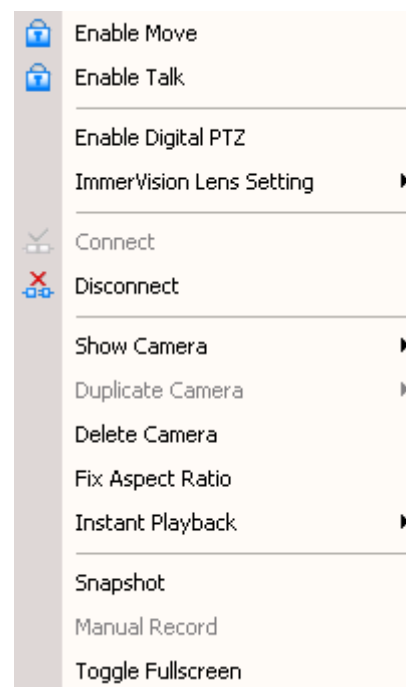 Enable Move
Enable Talk
Enable Digital PTZ
ImmerVision Lens Setting
Connect
Disconnect
Show Camera
Duplicate Camera
Delete Camera
Fix Aspect Ratio
Instant Playback
Snapshot
Manual Record
Toggle Fullscreen